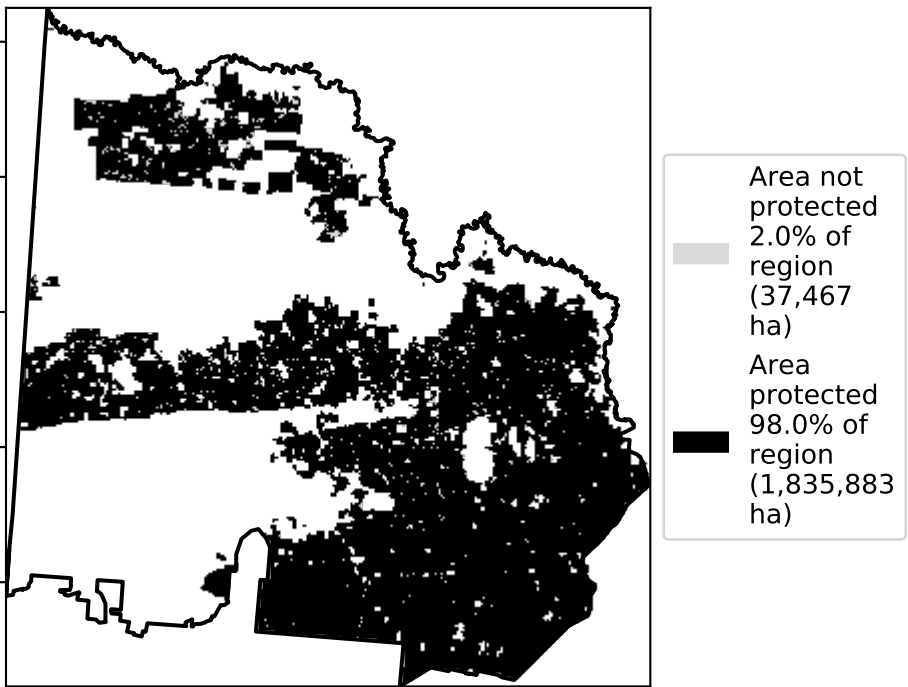 Area not
protected
2.0% of
region
(37,467
ha)
Area
protected
98.0% of
region
(1,835,883
ha)